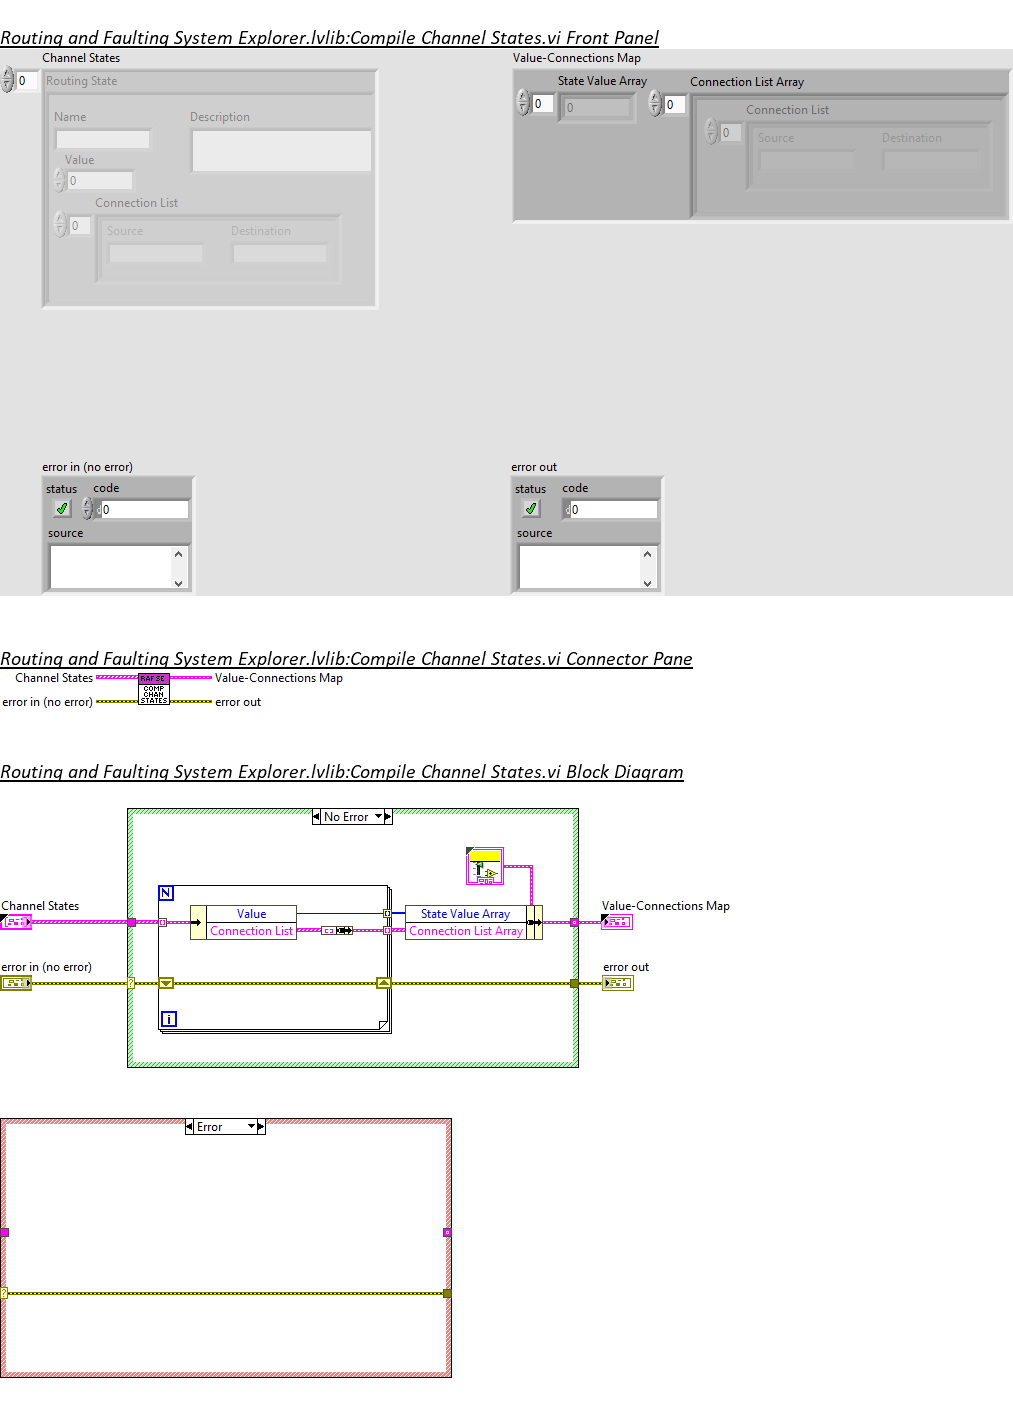 Routing and Faulting System Explorer.lvlib:Compile Channel States.vi Front Panel
Channel States
0
Routing State
Name
Description
Value
0
Connection List
0
Source
Destination
Value-Connections Map
State Value Array
0
0
Connection List Array
0
Connection List
0
Source
Destination
error in (no error)
status
code
d0
source
error out
status
code
d0
source
Routing and Faulting System Explorer.lvlib:Compile Channel States.vi Connector Pane
Channel States
error in (no error)
RAFSE
COMP
CHAN
STATES
Value-Connections Map
error out
Routing and Faulting System Explorer.lvlib:Compile Channel States.vi Block Diagram
No Error
Channel States
error in (no error)
N
Value
Connection List
i
State Value Array
Connection List Array
?
Value-Connections Map
error out
Error
?